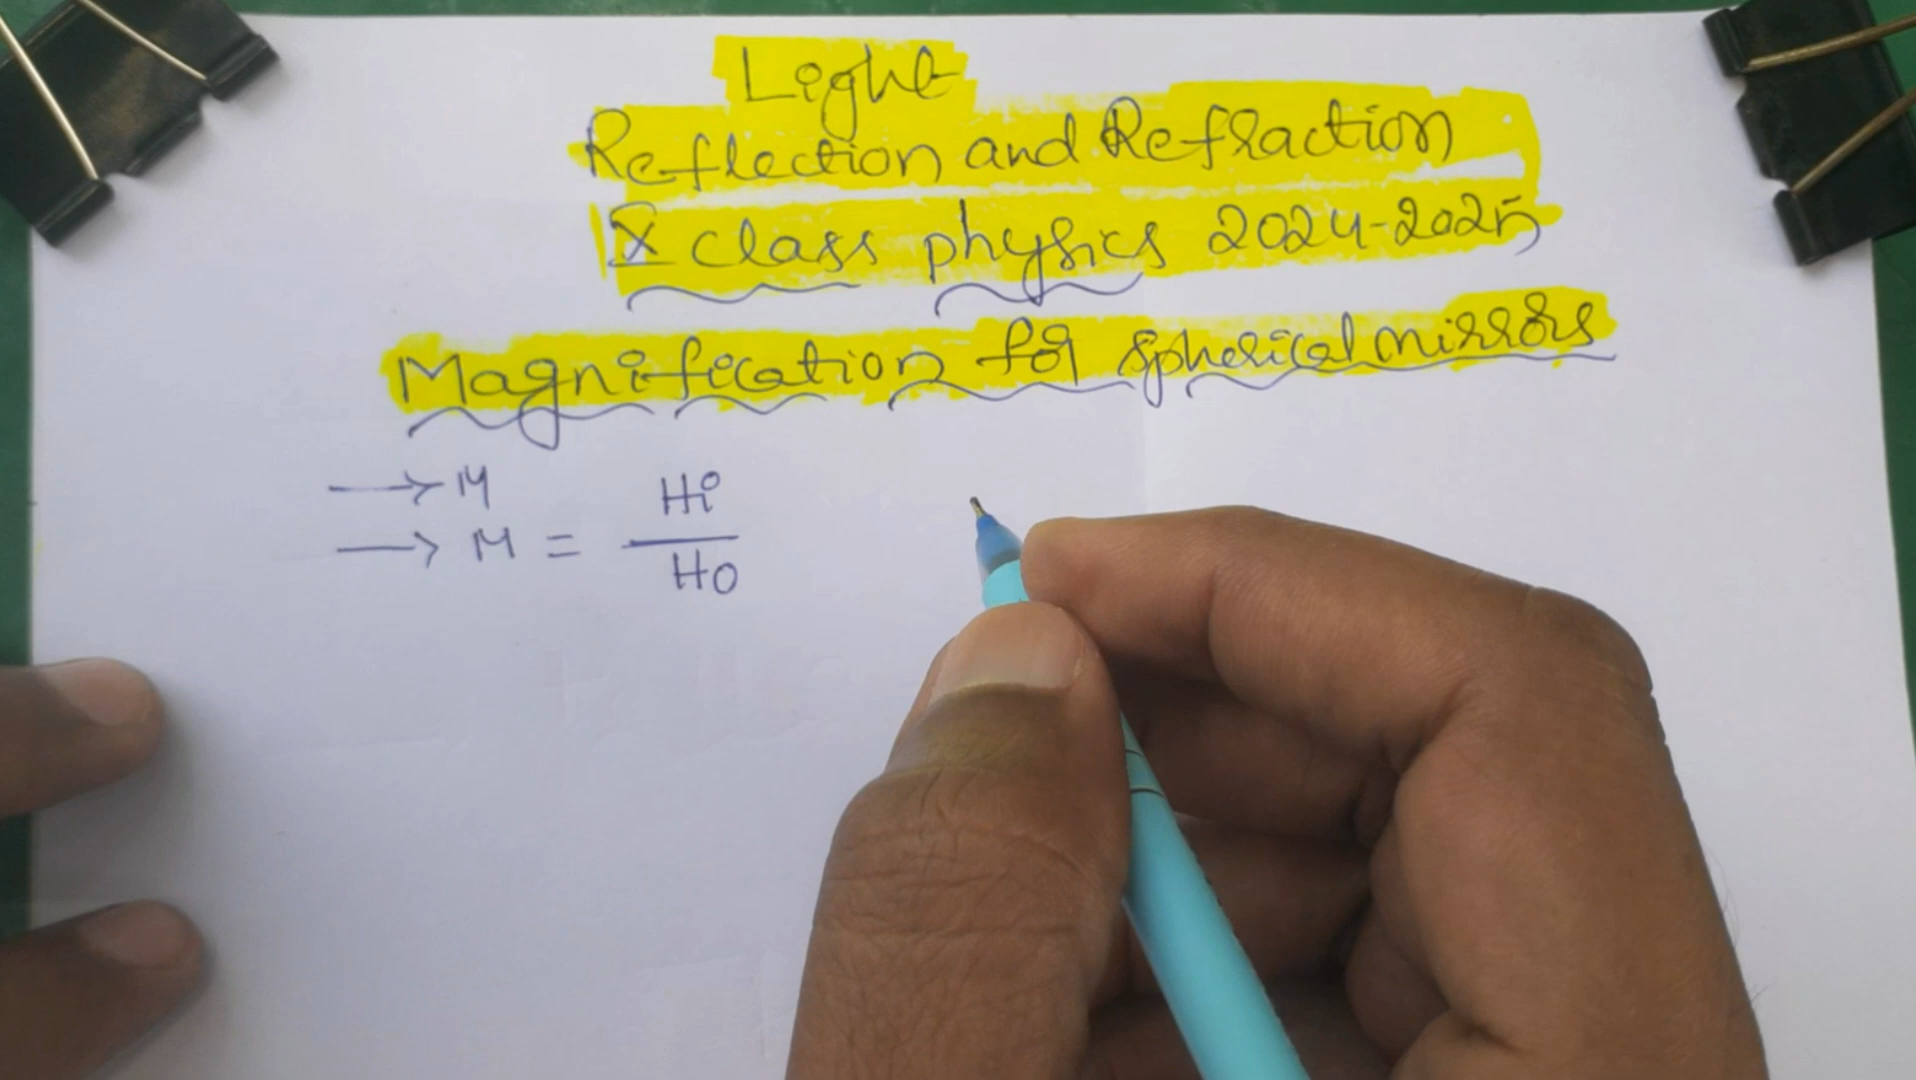 Light
Reflection and Refraction
X class physics 2024-2025
Magnification for spherical mirrors
→ M
→ M = Hi
Ho